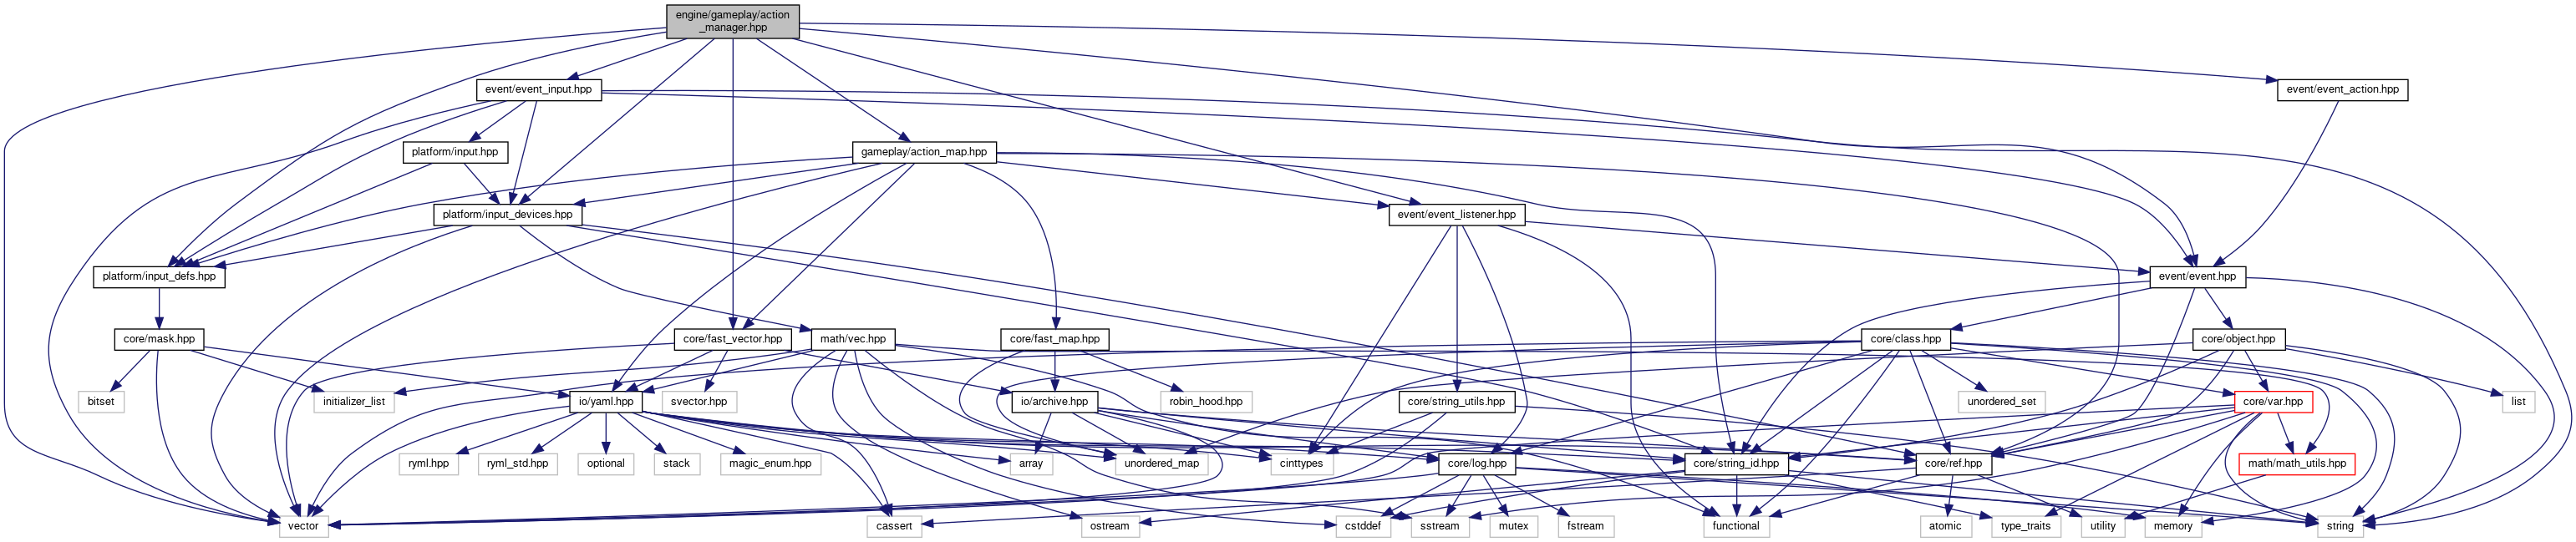 engine/gameplay/action
_manager.hpp
event/event_input.hpp
event/event_action.hpp
platform/input.hpp
gameplay/action_map.hpp
platform/input_devices.hpp
event/event_listener.hpp
platform/input_defs.hpp
event/event.hpp
core/mask.hpp
core/fast_vector.hpp
math/vec.hpp
core/fast_map.hpp
core/class.hpp
core/object.hpp
bitset
initializer_list
io/yaml.hpp
svector.hpp
io/archive.hpp
robin_hood.hpp
core/string_utils.hpp
unordered_set
core/var.hpp
list
ryml.hpp
ryml_std.hpp
optional
stack
magic_enum.hpp
array
unordered_map
cinttypes
core/log.hpp
core/string_id.hpp
core/ref.hpp
math/math_utils.hpp
vector
cassert
ostream
cstddef
sstream
mutex
fstream
functional
atomic
type_traits
utility
memory
string